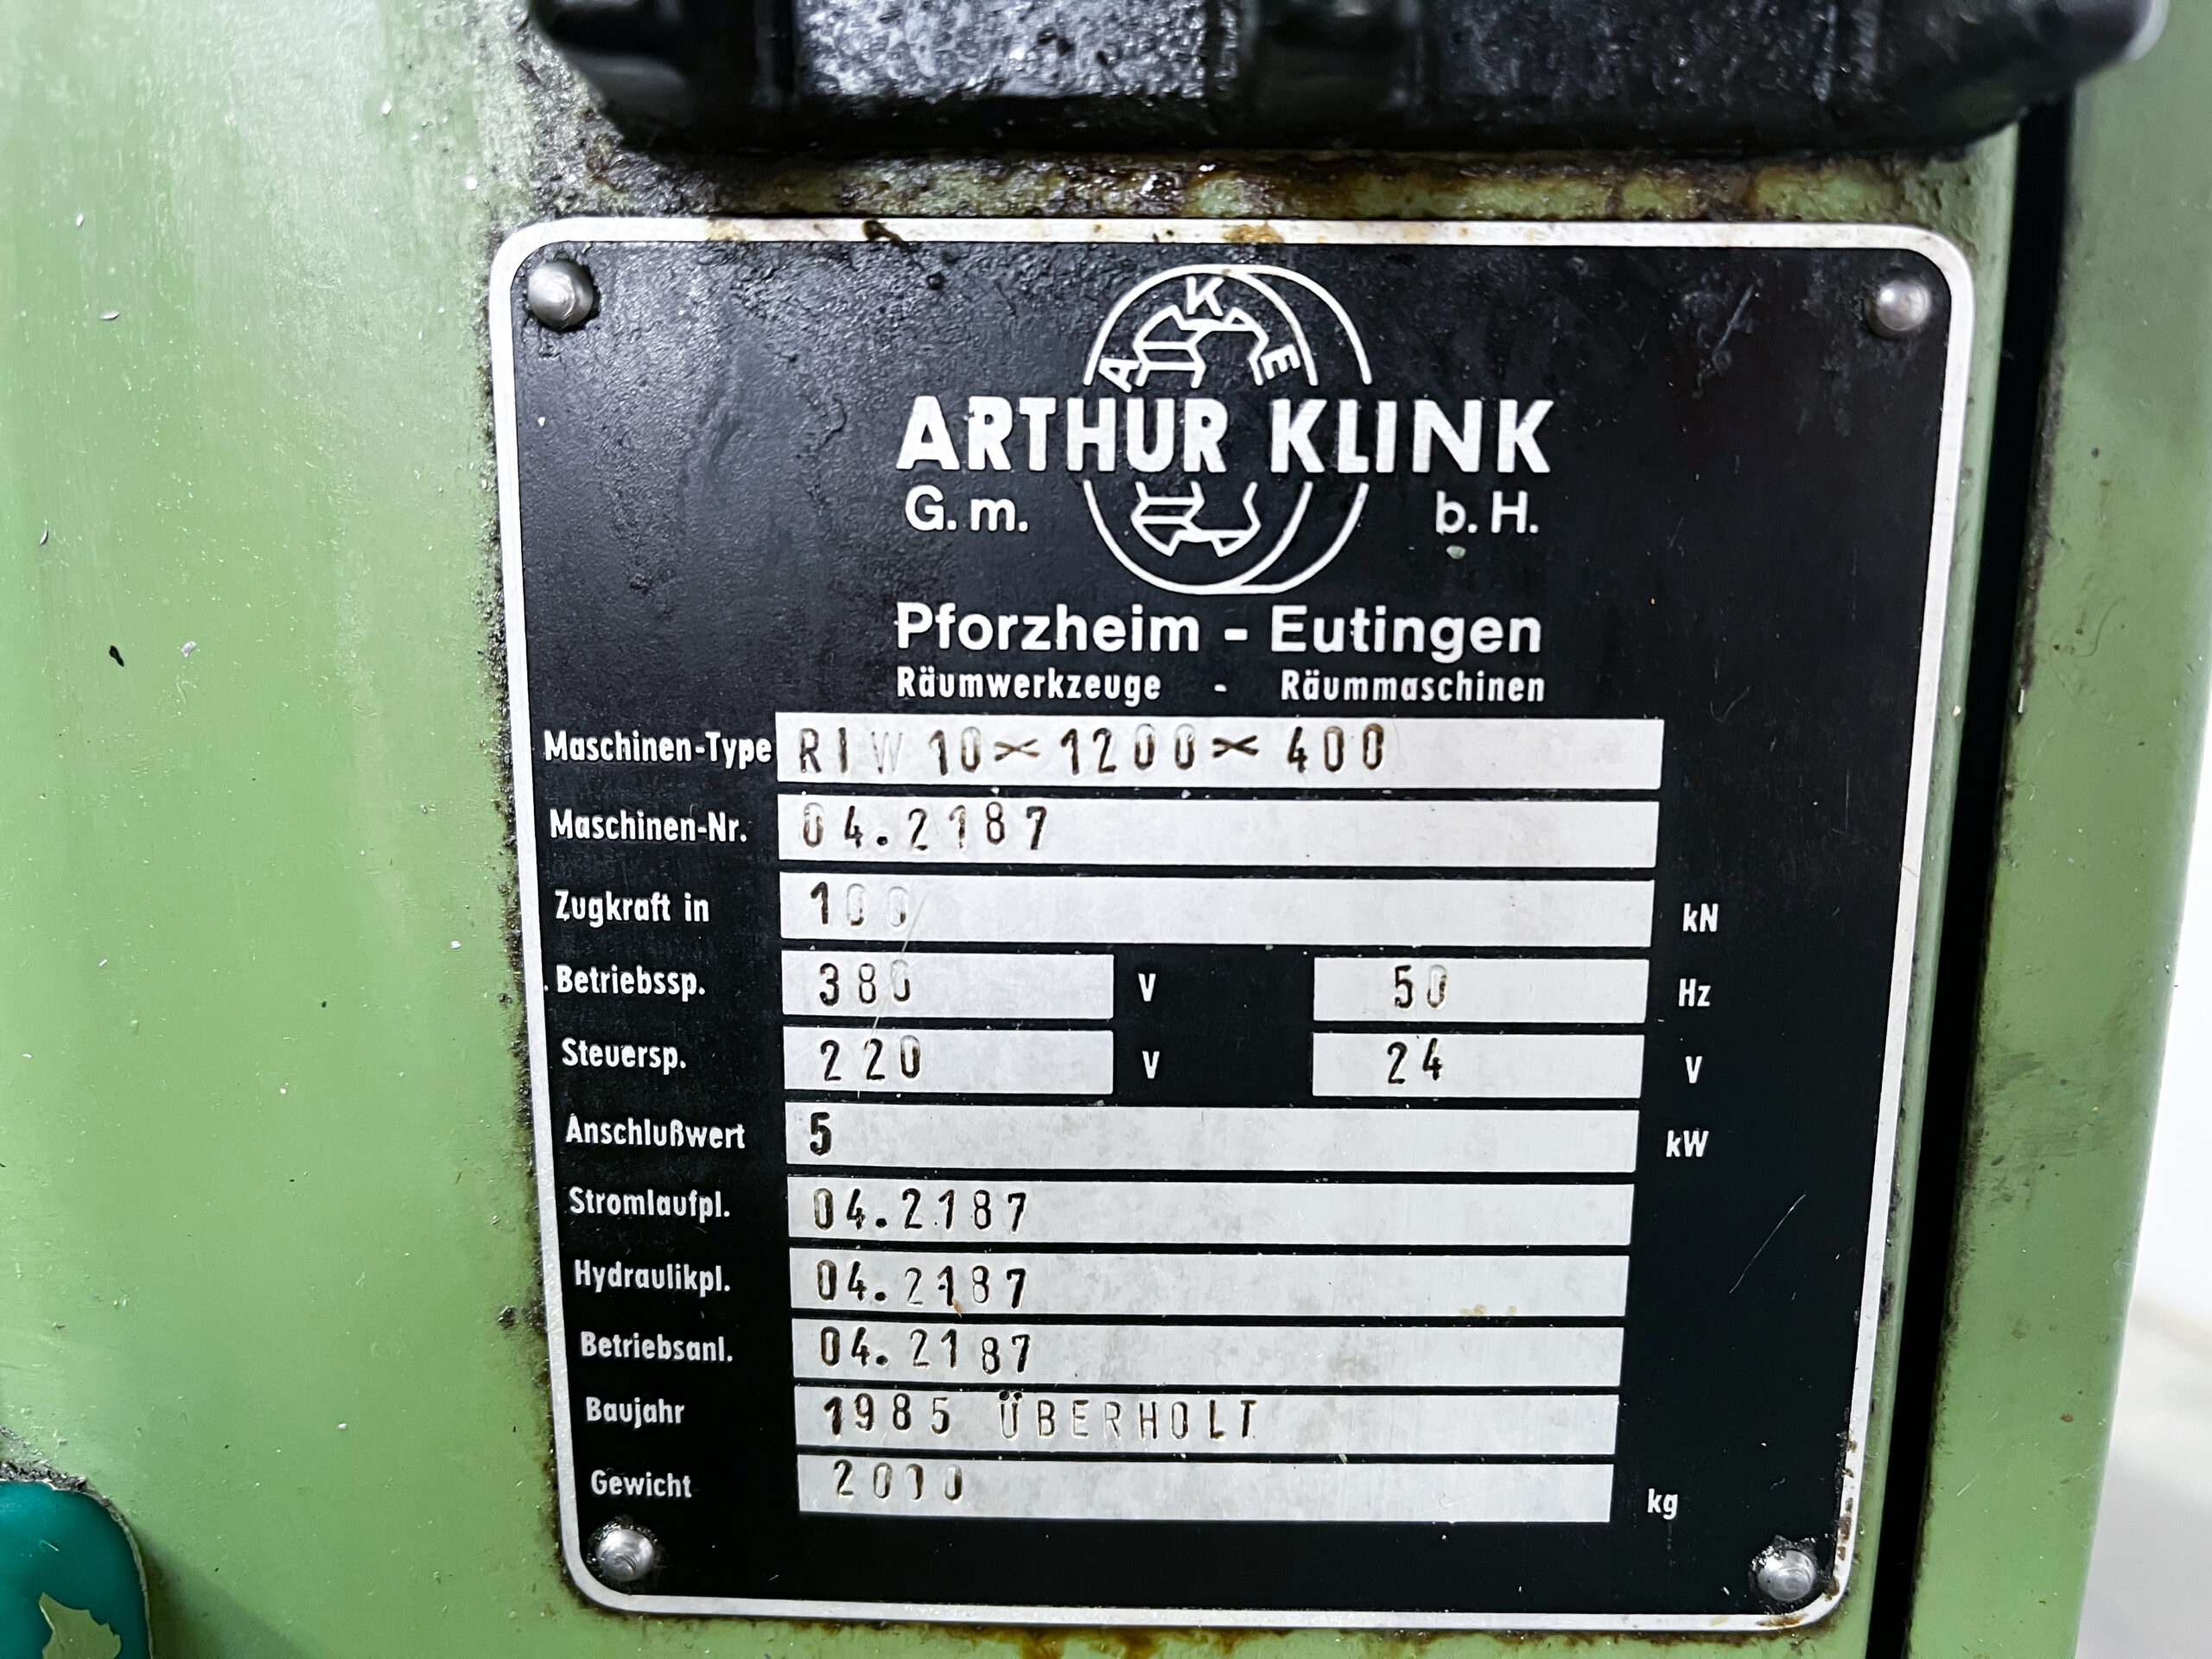 A K E
ARTHUR KLINK
G. m. b. H.
Pforzheim - Eutingen
Räumwerkzeuge - Räummaschinen
Maschinen-Type RIW 10 × 1200 × 400
Maschinen-Nr. 04.2187
Zugkraft in 100 kN
Betriebssp. 380 V 50 Hz
Steuersp. 220 V 24 V
Anschlußwert 5 kW
Stromlaufpl. 04.2187
Hydraulikpl. 04.2187
Betriebsanl. 04.2187
Baujahr 1985 ÜBERHOLT
Gewicht 2010 kg